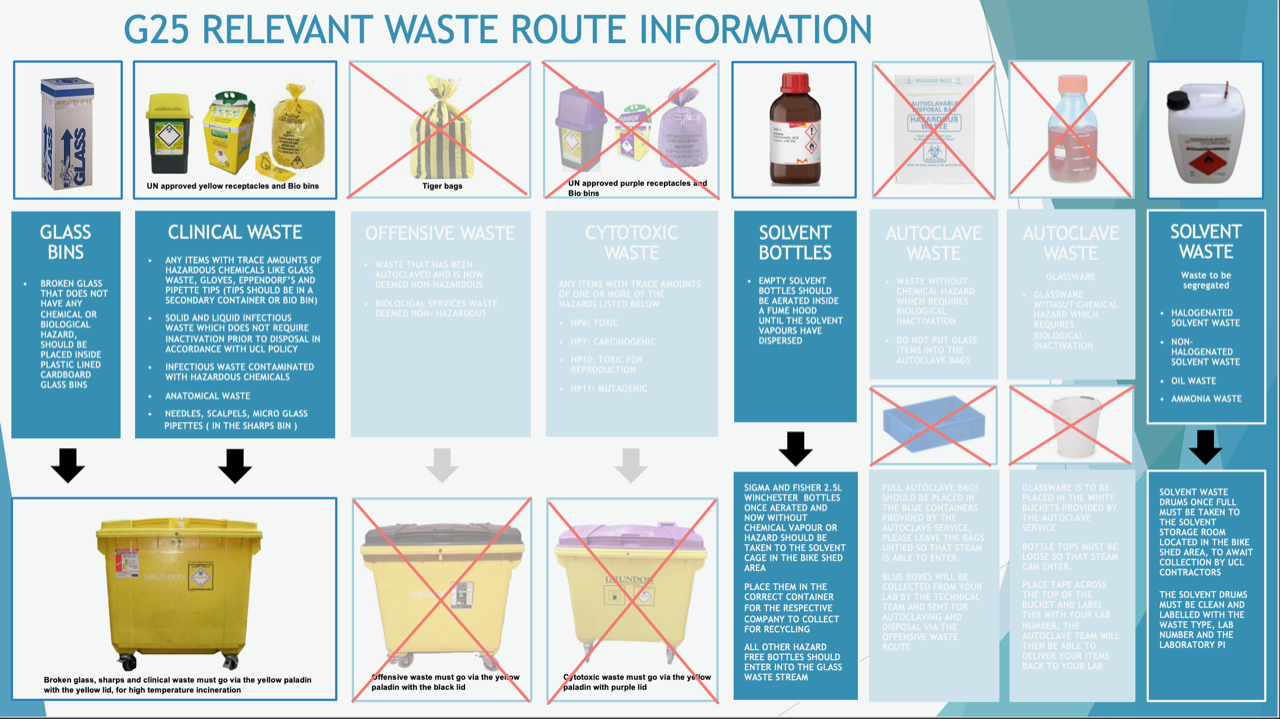 G25 RELEVANT WASTE ROUTE INFORMATION
GLASS
GLASS
UN approved yellow receptacles and Bio bins
Tiger bags
UN approved purple receptacles and
Bio bins
AUTOCLAVABLE
DISPOSAL BAG
HAZARDOUS
WASTE
GLASS
BINS
• BROKEN GLASS
THAT DOES NOT
HAVE ANY
CHEMICAL OR
BIOLOGICAL
HAZARD,
SHOULD BE
PLACED INSIDE
PLASTIC LINED
CARDBOARD
GLASS BINS
CLINICAL WASTE
• ANY ITEMS WITH TRACE AMOUNTS OF
HAZARDOUS CHEMICALS LIKE GLASS
WASTE, GLOVES, EPPENDORF'S AND
PIPETTE TIPS (TIPS SHOULD BE IN A
SECONDARY CONTAINER OR BIO BIN)
• SOLID AND LIQUID INFECTIOUS
WASTE WHICH DOES NOT REQUIRE
INACTIVATION PRIOR TO DISPOSAL IN
ACCORDANCE WITH UCL POLICY
• INFECTIOUS WASTE CONTAMINATED
WITH HAZARDOUS CHEMICALS
• ANATOMICAL WASTE
• NEEDLES, SCALPELS, MICRO GLASS
PIPETTES ( IN THE SHARPS BIN )
OFFENSIVE WASTE
• WASTE THAT HAS BEEN
AUTOCLAVED AND IS NOW
DEEMED NON-HAZARDOUS
• BIOLOCIGAL SERVICES WASTE
DEEMED NON- HAZARDOUS
CYTOTOXIC
WASTE
ANY ITEMS WITH TRACE AMOUNTS
OF ONE OR MORE OF THE
HAZARDS LISTED BELOW
• HP6: TOXIC
• HP7: CARCINOGENIC
• HP10: TOXIC FOR
REPRODUCTION
• HP11: MUTAGENIC
SOLVENT
BOTTLES
• EMPTY SOLVENT
BOTTLES SHOULD
BE AERATED INSIDE
A FUME HOOD
UNTIL THE SOLVENT
VAPOURS HAVE
DISPERSED
AUTOCLAVE
WASTE
• WASTE WITHOUT
CHEMICAL HAZARD
WHICH REQUIRES
BIOLOGICAL
INACTIVATION
• DO NOT PUT GLASS
ITEMS INTO THE
AUTOCLAVE BAGS
AUTOCLAVE
WASTE
GLASSWARE
• GLASSWARE
WITHOUT CHEMICAL
HAZARD WHICH
REQUIRES
BIOLOGICAL
INACTIVATION
SOLVENT
WASTE
Waste to be
segregated
• HALOGENATED
SOLVENT WASTE
• NON-
HALOGENATED
SOLVENT WASTE
• OIL WASTE
• AMMONIA WASTE
GRUNDON
Broken glass, sharps and clinical waste must go via the yellow paladin
with the yellow lid, for high temperature incineration
Offensive waste must go via the yellow
paladin with the black lid
GRUNDON
Cytotoxic waste must go via the yellow
paladin with purple lid
SIGMA AND FISHER 2.5L
WINCHESTER BOTTLES
ONCE AERATED AND
NOW WITHOUT
CHEMICAL VAPOUR OR
HAZARD SHOULD BE
TAKEN TO THE SOLVENT
CAGE IN THE BIKE SHED
AREA
PLACE THEM IN THE
CORRECT CONTAINER
FOR THE RESPECTIVE
COMPANY TO COLLECT
FOR RECYCLING
ALL OTHER HAZARD
FREE BOTTLES SHOULD
ENTER INTO THE GLASS
WASTE STREAM
FULL AUTOCLAVE BAGS
SHOULD BE PLACED IN
THE BLUE CONTAINERS
PROVIDED BY THE
AUTOCLAVE SERVICE,
PLEASE LEAVE THE BAGS
UNTIED SO THAT STEAM
IS ABLE TO ENTER.
BLUE BOXES WILL BE
COLLECTED FROM YOUR
LAB BY THE TECHNICAL
TEAM AND SENT FOR
AUTOCLAVING AND
DISPOSAL VIA THE
OFFENSIVE WASTE
ROUTE
GLASSWARE IS TO BE
PLACED IN THE WHITE
BUCKETS PROVIDED BY
THE AUTOCLAVE
SERVICE
BOTTLE TOPS MUST BE
LOOSE SO THAT STEAM
CAN ENTER.
PLACE TAPE ACROSS
THE TOP OF THE
BUCKET AND LABEL
THIS WITH YOUR LAB
NUMBER, THE
AUTOCLAVE TEAM WILL
THEN BE ABLE TO
DELIVER YOUR ITEMS
BACK TO YOUR LAB
SOLVENT WASTE
DRUMS ONCE FULL
MUST BE TAKEN TO
THE SOLVENT
STORAGE ROOM
LOCATED IN THE BIKE
SHED AREA, TO AWAIT
COLLECTION BY UCL
CONTRACTORS
THE SOLVENT DRUMS
MUST BE CLEAN AND
LABELLED WITH THE
WASTE TYPE, LAB
NUMBER AND THE
LABORATORY PI